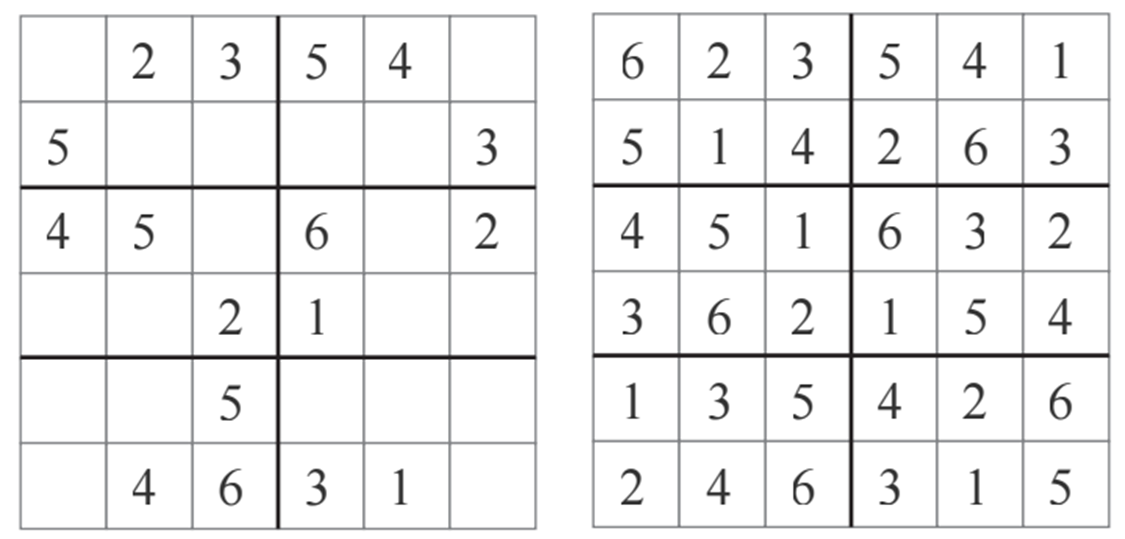 2 3 5 4
5 3
4 5 6 2
2 1
5
4 6 3 1
6 2 3 5 4 1
5 1 4 2 6 3
4 5 1 6 3 2
3 6 2 1 5 4
1 3 5 4 2 6
2 4 6 3 1 5